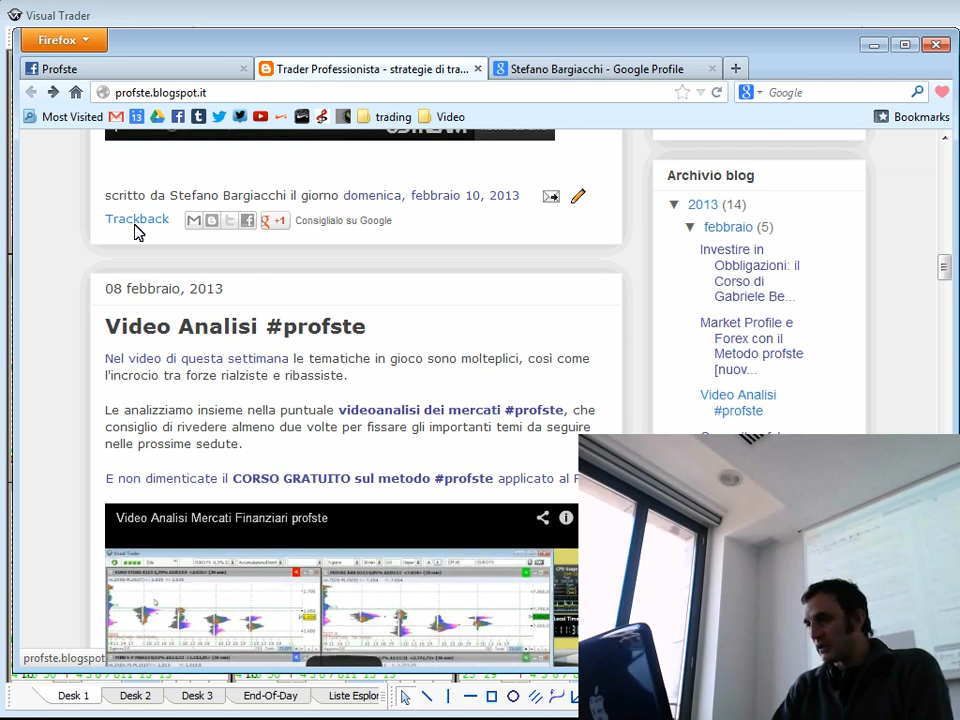 Visual Trader
Firefox
Profste
Trader Professionista - strategie di tra...
Stefano Bargiacchi - Google Profile
profste.blogspot.it
Google
Most Visited
13
trading
Video
Bookmarks
scritto da Stefano Bargiacchi il giorno domenica, febbraio 10, 2013
Trackback
+1
Consiglialo su Google
08 febbraio, 2013
Video Analisi #profste
Nel video di questa settimana le tematiche in gioco sono molteplici, così come
l'incrocio tra forze rialziste e ribassiste.
Le analizziamo insieme nella puntuale videoanalisi dei mercati #profste, che
consiglio di rivedere almeno due volte per fissare gli importanti temi da seguire
nelle prossime sedute.
E non dimenticate il CORSO GRATUITO sul metodo #profste applicato al F
Video Analisi Mercati Finanziari profste
Archivio blog
▼ 2013 (14)
▼ febbraio (5)
Investire in
Obbligazioni: il
Corso di
Gabriele Be...
Market Profile e
Forex con il
Metodo profste
[nuov...
Video Analisi
#profste
profste.blogspot
Desk 1
Desk 2
Desk 3
End-Of-Day
Liste Esplor